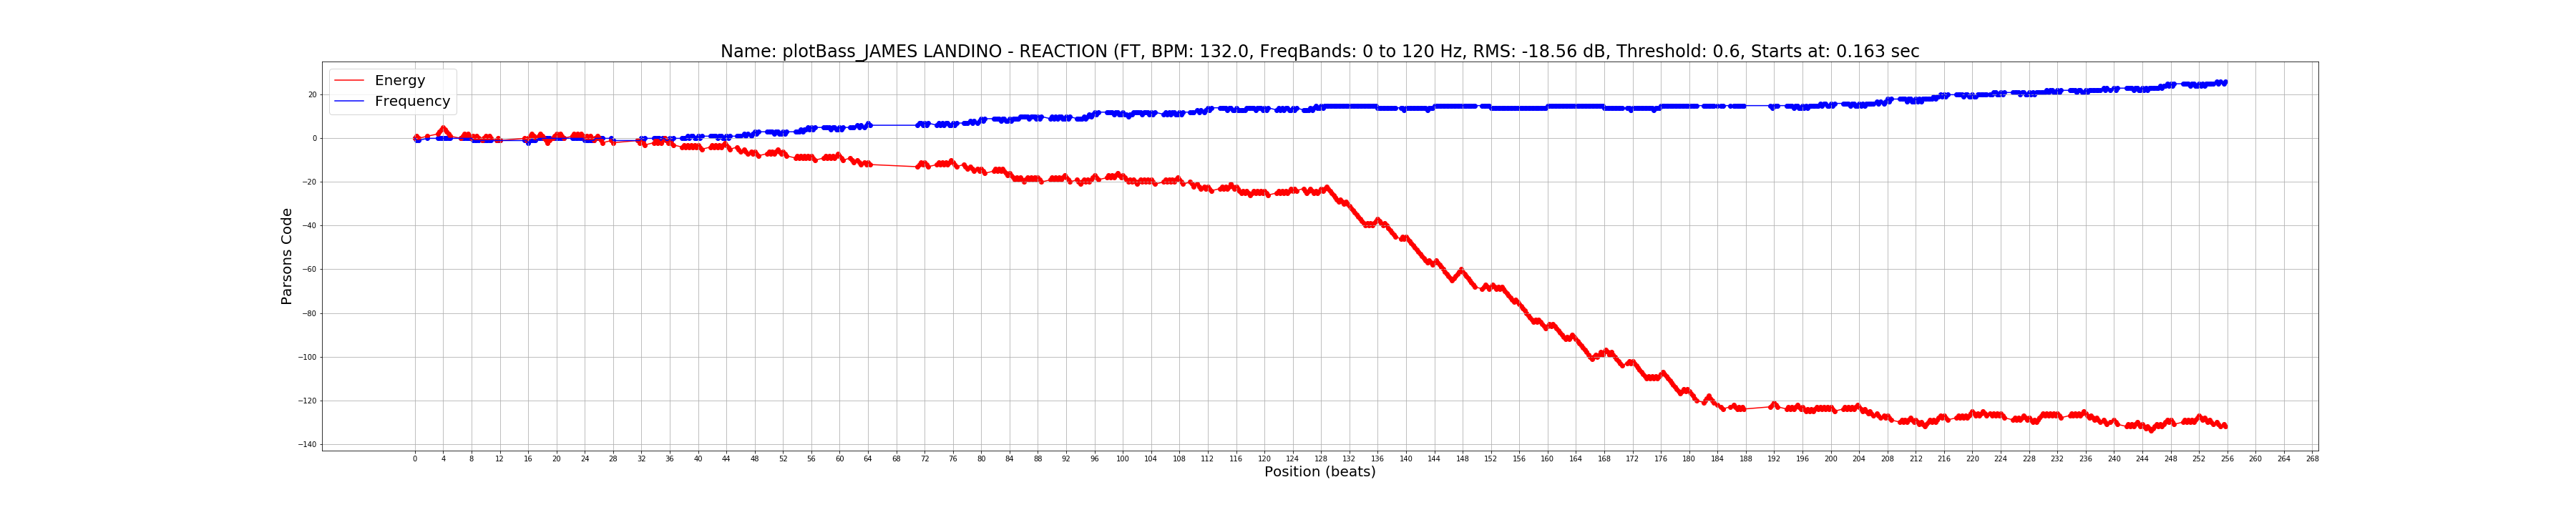 Name: plotBass_JAMES LANDINO - REACTION (FT, BPM: 132.0, FreqBands: 0 to 120 Hz, RMS: -18.56 dB, Threshold: 0.6, Starts at: 0.163 sec
Energy
Frequency
20
0
−20
−40
−60
−80
−100
−120
−140
Parsons Code
0 4 8 12 16 20 24 28 32 36 40 44 48 52 56 60 64 68 72 76 80 84 88 92 96 100 104 108 112 116 120 124 128 132 136 140 144 148 152 156 160 164 168 172 176 180 184 188 192 196 200 204 208 212 216 220 224 228 232 236 240 244 248 252 256 260 264 268
Position (beats)